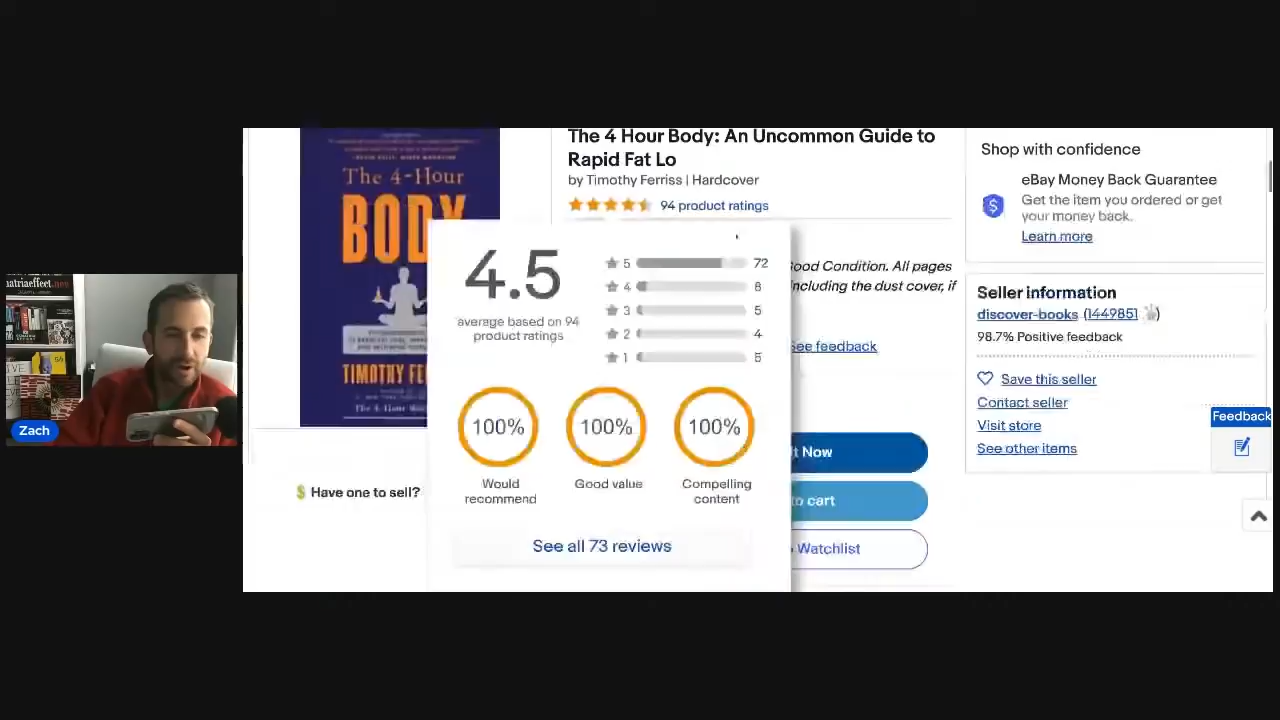 The 4 Hour Body: An Uncommon Guide to
Rapid Fat Lo
by Timothy Ferriss | Hardcover
94 product ratings
The 4-Hour
BODY
TIMOTHY FE
4.5
average based on 94
product ratings
5 72
4 8
3 5
2 4
1 5
100%
Would
recommend
100%
Good value
100%
Compelling
content
See all 73 reviews
Good Condition. All pages
including the dust cover, if
See feedback
t Now
to cart
Watchlist
Have one to sell?
Shop with confidence
eBay Money Back Guarantee
Get the item you ordered or get
your money back.
Learn more
Seller information
discover-books (1449851)
98.7% Positive feedback
Save this seller
Contact seller
Visit store
See other items
Feedback
Zach